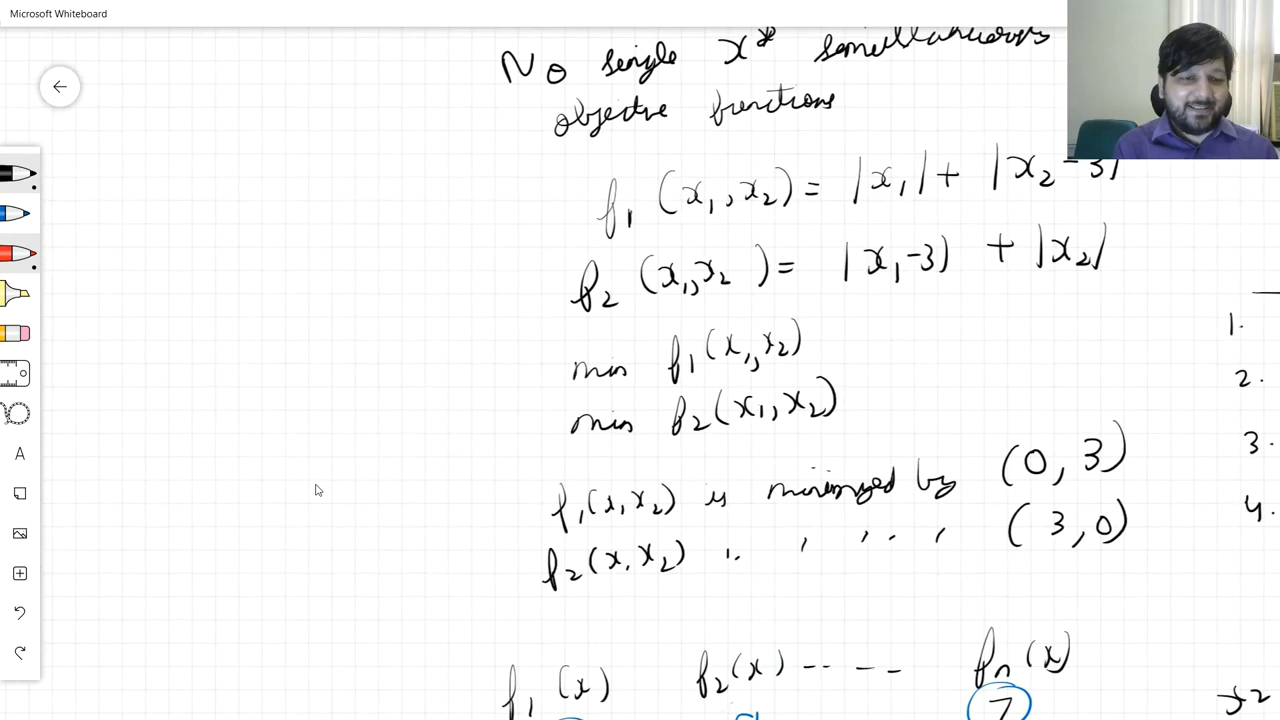 Microsoft Whiteboard
No single x* simultaneous
objective functions
f₁ (x₁, x₂) = |x₁| + |x₂ - 3|
f₂ (x₁, x₂) = |x₁-3| + |x₂|
1.
min f₁(x₁, x₂)
2.
min f₂(x₁, x₂)
3.
f₁(x, x₂) is minimized by (0, 3)
4.
f₂(x, x₂) ,. , ,. , (3, 0)
f₁ (x) f₂(x) -- -- fn(x)
7
x2
A